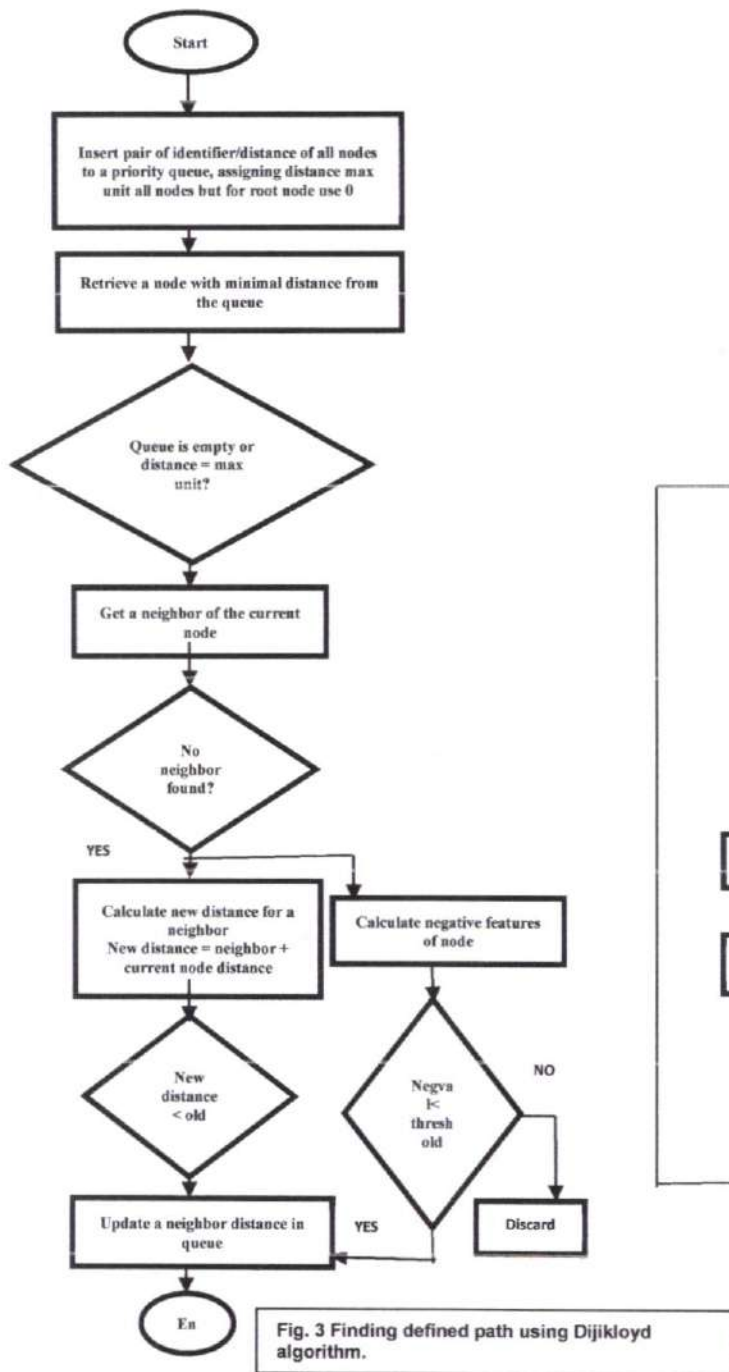 Start
Insert pair of identifier/distance of all nodes
to a priority queue, assigning distance max
unit all nodes but for root node use 0
Retrieve a node with minimal distance from
the queue
Queue is empty or
distance = max
unit?
Get a neighbor of the current
node
No
neighbor
found?
YES
Calculate new distance for a
neighbor
New distance = neighbor +
current node distance
Calculate negative features
of node
New
distance
< old
Negva
l<
thresh
old
NO
Update a neighbor distance in
queue
YES
Discard
En
Fig. 3 Finding defined path using Dijikloyd
algorithm.